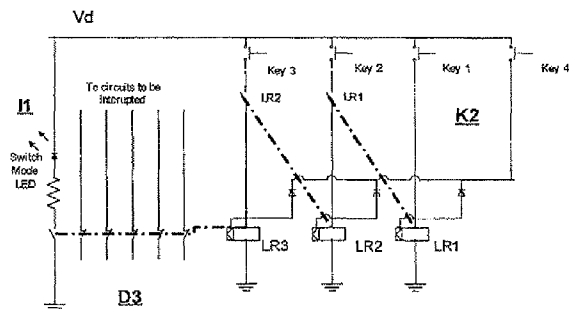 Vd
Key 3
Key 2
Key 1
Key 4
To circuits to be
Interrupted
LR2
LR1
I1
K2
Switch
Mode
LED
LR3
LR2
LR1
D3